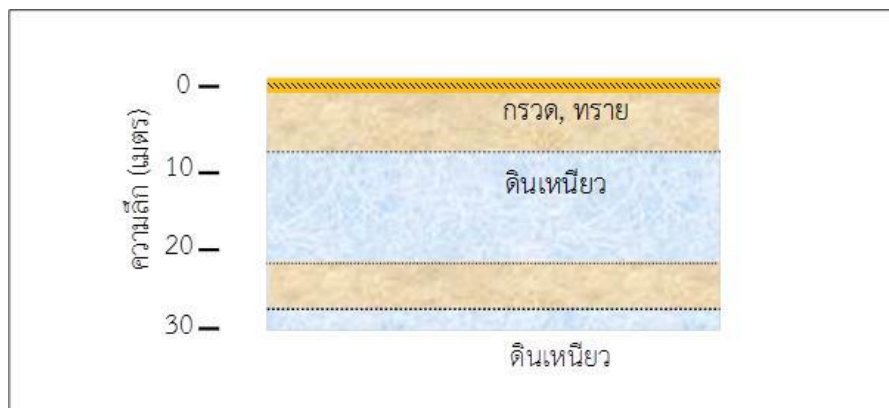 0
กรวด, ทราย
10
ดินเหนียว
ความลึก (เมตร)
20
30
ดินเหนียว